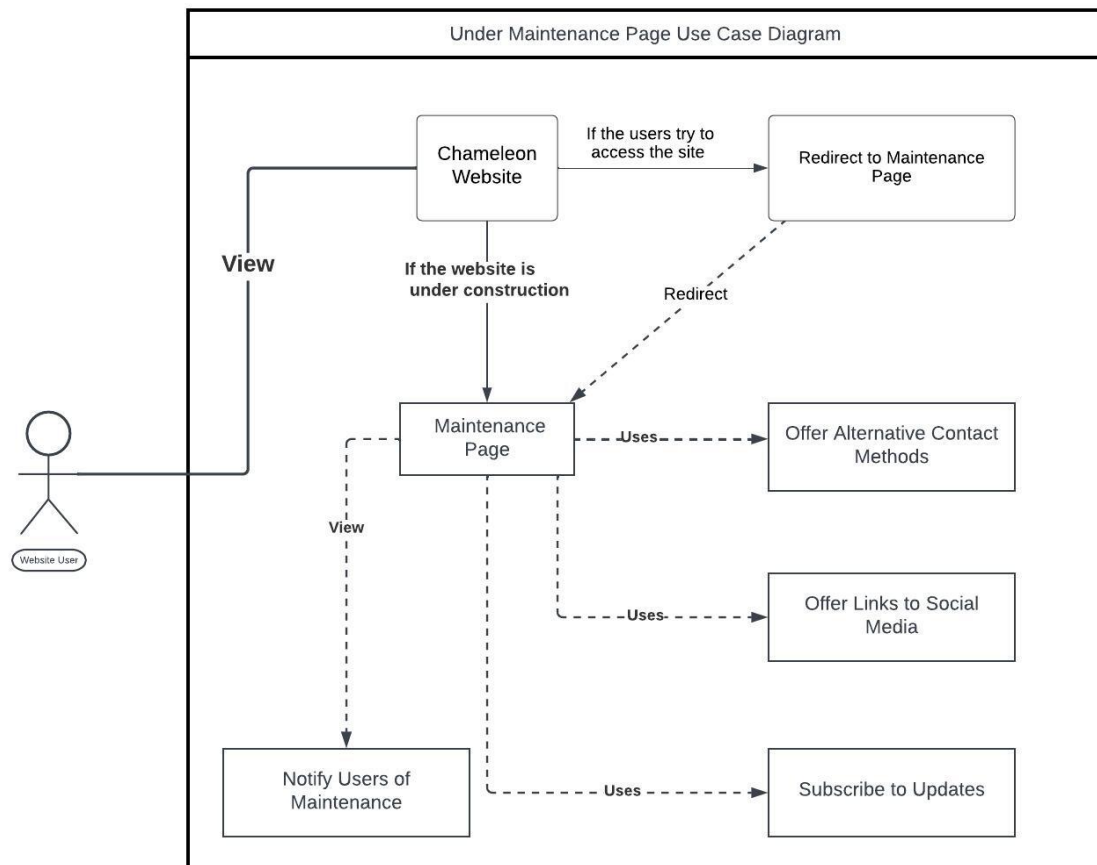 Under Maintenance Page Use Case Diagram
Chameleon
Website
If the users try to
access the site
Redirect to Maintenance
Page
View
If the website is
under construction
Redirect
Maintenance
Page
Uses
Offer Alternative Contact
Methods
View
Website User
Uses
Offer Links to Social
Media
Notify Users of
Maintenance
Uses
Subscribe to Updates